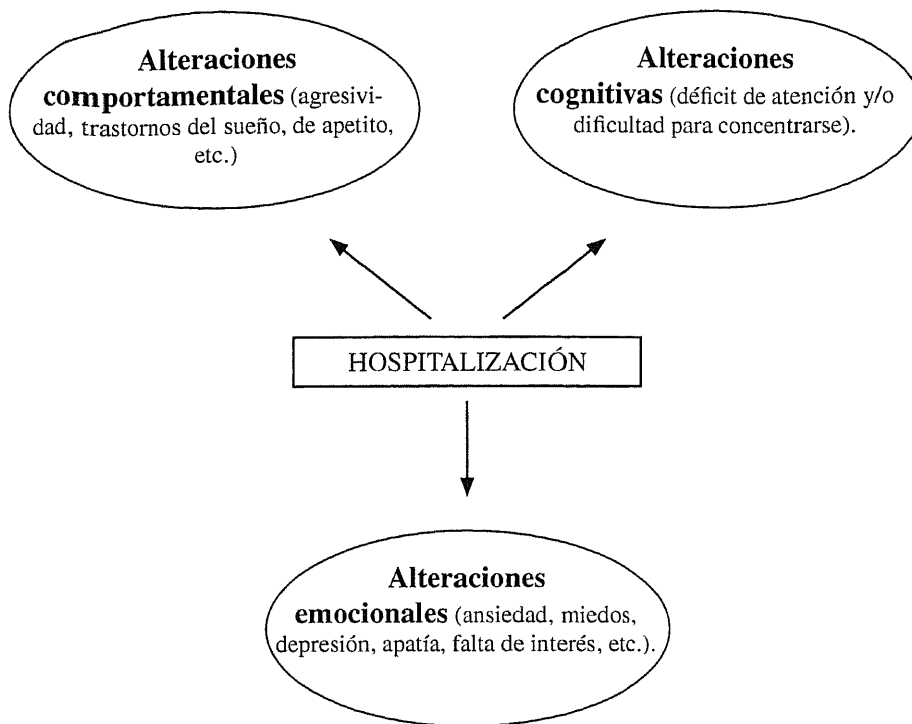 Alteraciones
comportamentales (agresivi-
dad, trastornos del sueño, de apetito,
etc.)
Alteraciones
cognitivas (déficit de atención y/o
dificultad para concentrarse).
HOSPITALIZACIÓN
Alteraciones
emocionales (ansiedad, miedos,
depresión, apatía, falta de interés, etc.).